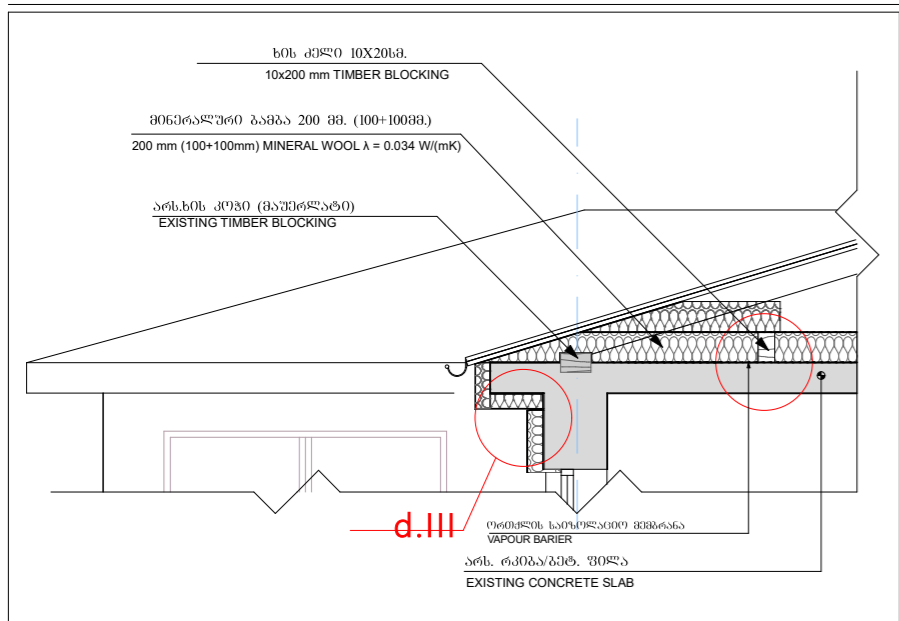 ხის ძელი 10X20სმ.
10x200 mm TIMBER BLOCKING
მინერალური ბამბა 200 მმ. (100+100მმ.)
200 mm (100+100mm) MINERAL WOOL λ = 0.034 W/(mK)
არს.ხის კოჭი (მაუერლატი)
EXISTING TIMBER BLOCKING
d.III
ორთქლის საიზოლაციო მემბრანა
VAPOUR BARIER
არს. რკინა/ბეტ. ფილა
EXISTING CONCRETE SLAB